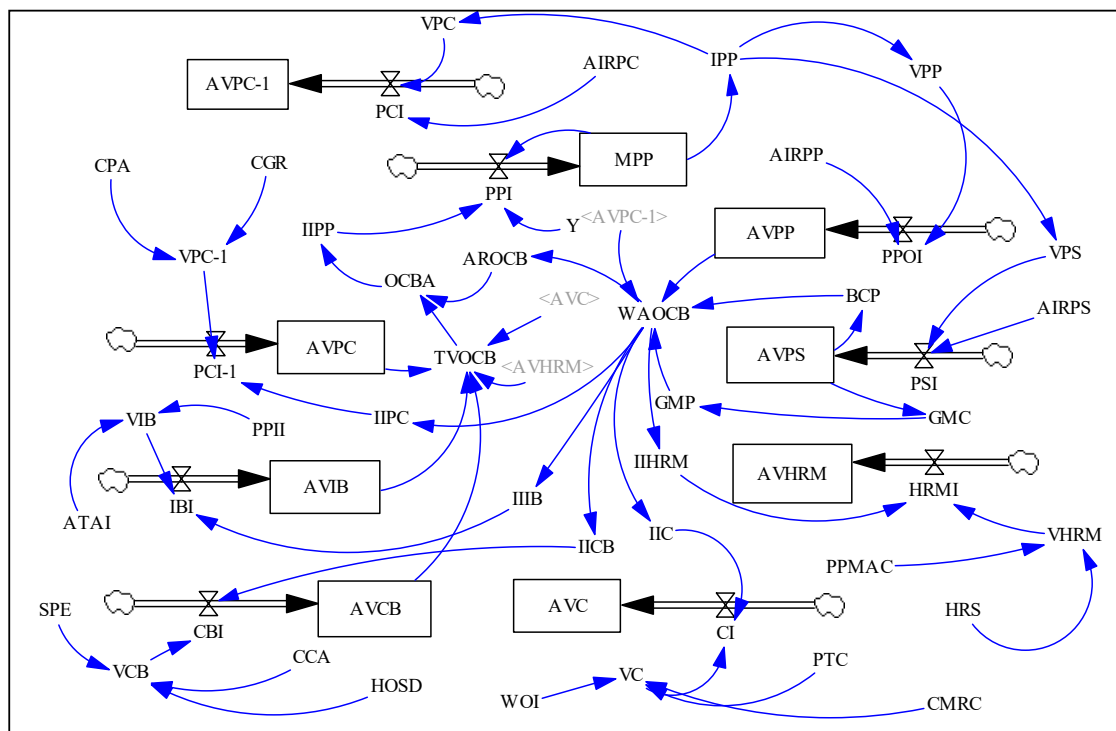 VPC
IPP
AIRPC
VPP
AVPC-1
PCI
CPA
CGR
MPP
AIRPP
PPI
IIPP
Y
<AVPC-1>
AVPP
PPOI
VPS
VPC-1
AROCB
OCBA
<AVC>
WAOCB
BCP
AIRPS
AVPC
TVOCB
AVPS
PCI-1
<AVHRM>
PSI
VIB
PPII
IIPC
GMP
GMC
IIHRM
AVIB
AVHRM
HRMI
ATAI
IBI
IIIB
IIC
IICB
VHRM
PPMAC
SPE
AVCB
AVC
HRS
CBI
CI
VCB
CCA
HOSD
VC
PTC
WOI
CMRC